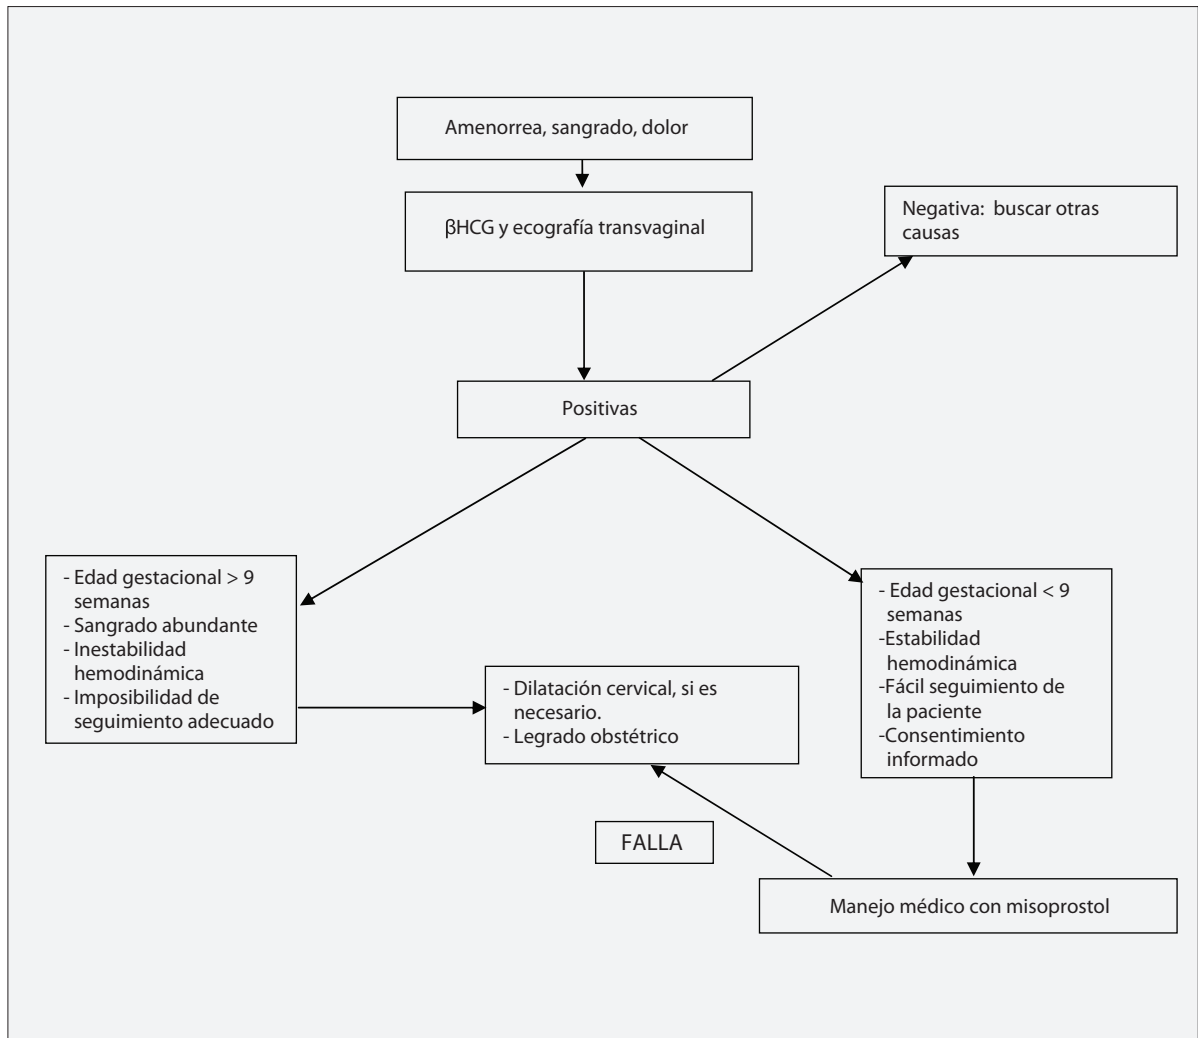 Amenorrea, sangrado, dolor
βHCG y ecografía transvaginal
Negativa: buscar otras
causas
Positivas
- Edad gestacional > 9
semanas
- Sangrado abundante
- Inestabilidad
hemodinámica
- Imposibilidad de
seguimiento adecuado
- Dilatación cervical, si es
necesario.
- Legrado obstétrico
- Edad gestacional < 9
semanas
-Estabilidad
hemodinámica
-Fácil seguimiento de
la paciente
-Consentimiento
informado
FALLA
Manejo médico con misoprostol